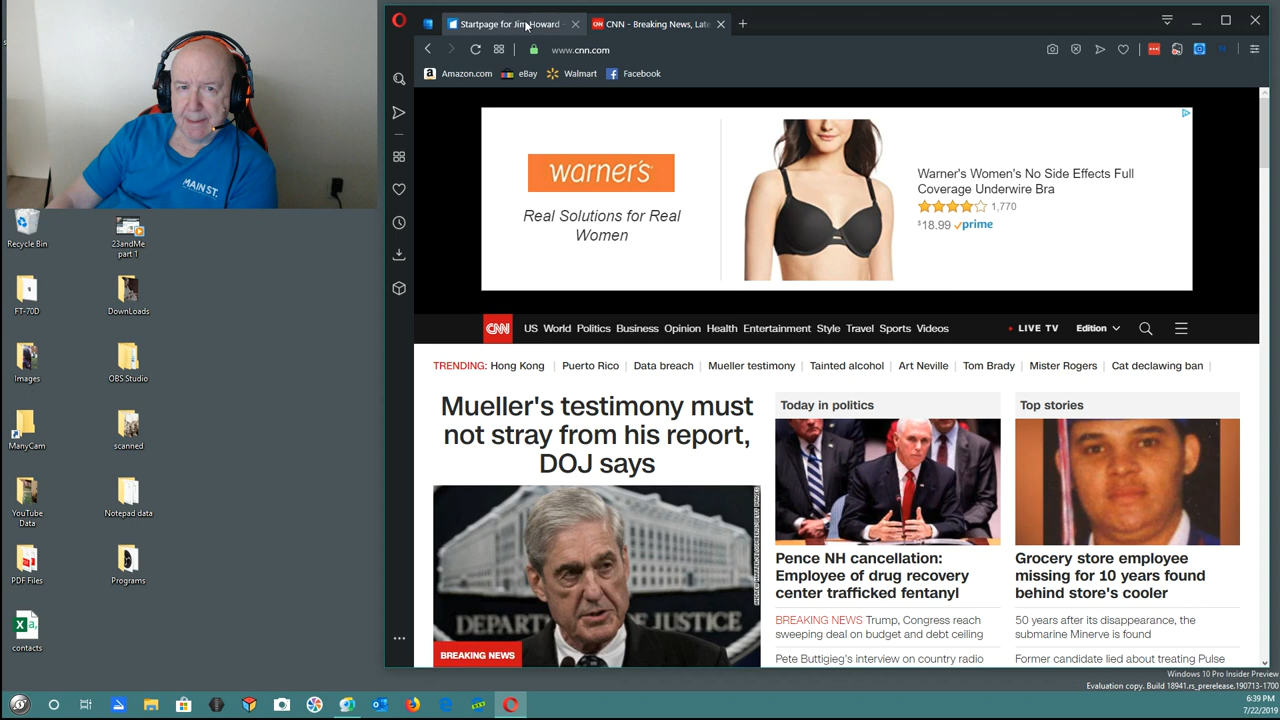 Startpage for Jim Howard
CNN - Breaking News, Late
www.cnn.com
Amazon.com
eBay
Walmart
Facebook
MAIN ST.
Recycle Bin
23andMe
part 1
FT-70D
DownLoads
Images
OBS Studio
ManyCam
scanned
YouTube
Data
Notepad data
PDF Files
Programs
contacts
warner's
Real Solutions for Real
Women
Warner's Women's No Side Effects Full
Coverage Underwire Bra
1,770
$18.99 prime
CNN
US World Politics Business Opinion Health Entertainment Style Travel Sports Videos
LIVE TV
Edition
TRENDING: Hong Kong | Puerto Rico | Data breach | Mueller testimony | Tainted alcohol | Art Neville | Tom Brady | Mister Rogers | Cat declawing ban |
Mueller's testimony must
not stray from his report,
DOJ says
DEPART
E JUSTICE
BREAKING NEWS
Today in politics
Pence NH cancellation:
Employee of drug recovery
center trafficked fentanyl
BREAKING NEWS Trump, Congress reach
sweeping deal on budget and debt ceiling
Pete Buttigieg's interview on country radio
Top stories
Grocery store employee
missing for 10 years found
behind store's cooler
50 years after its disappearance, the
submarine Minerve is found
Former candidate lied about treating Pulse
Windows 10 Pro Insider Preview
Evaluation copy. Build 18941.rs_prerelease.190713-1700
6:39 PM
7/22/2019